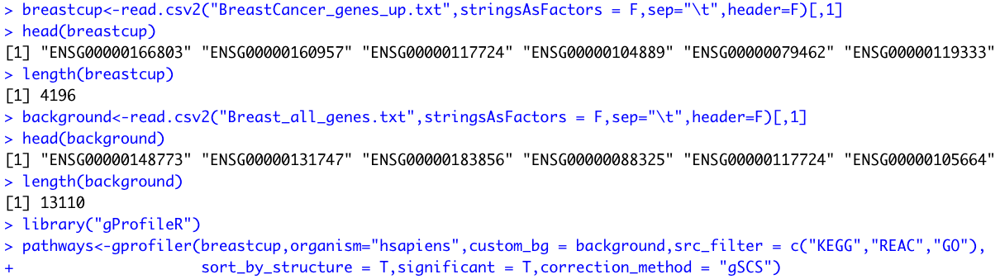 > breastcup<-read.csv2("BreastCancer_genes_up.txt",stringsAsFactors = F,sep="\t",header=F)[,1]
> head(breastcup)
[1] "ENSG00000166803" "ENSG00000160957" "ENSG00000117724" "ENSG00000104889" "ENSG00000079462" "ENSG00000119333"
> length(breastcup)
[1] 4196
> background<-read.csv2("Breast_all_genes.txt",stringsAsFactors = F,sep="\t",header=F)[,1]
> head(background)
[1] "ENSG00000148773" "ENSG00000131747" "ENSG00000183856" "ENSG00000088325" "ENSG00000117724" "ENSG00000105664"
> length(background)
[1] 13110
> library("gProfileR")
> pathways<-gprofiler(breastcup,organism="hsapiens",custom_bg = background,src_filter = c("KEGG","REAC","GO"),
+                    sort_by_structure = T,significant = T,correction_method = "gSCS")